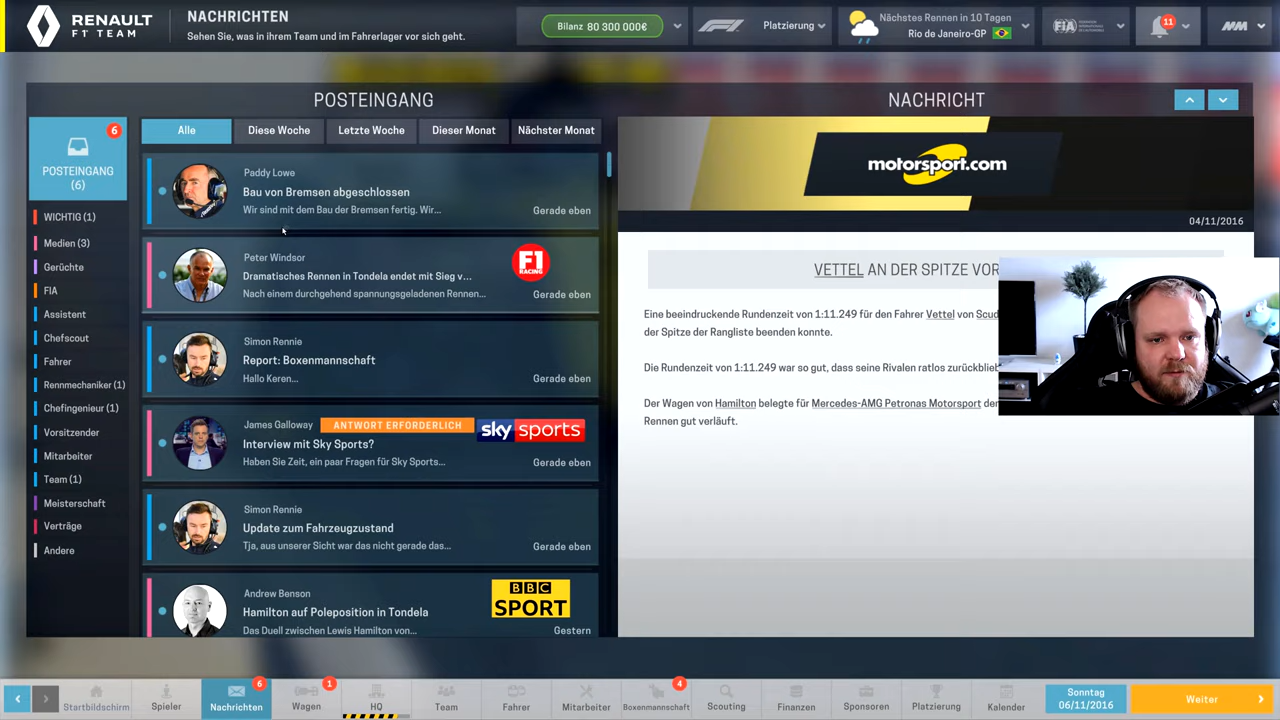 RENAULT
F1 TEAM
NACHRICHTEN
Sehen Sie, was in ihrem Team und im Fahrerlager vor sich geht.
Bilanz 80 300 000€
Platzierung
Nächstes Rennen in 10 Tagen
Rio de Janeiro-GP
FIA
11
POSTEINGANG
NACHRICHT
6
POSTEINGANG
(6)
WICHTIG (1)
Medien (3)
Gerüchte
FIA
Assistent
Chefscout
Fahrer
Rennmechaniker (1)
Chefingenieur (1)
Vorsitzender
Mitarbeiter
Team (1)
Meisterschaft
Verträge
Andere
Alle
Diese Woche
Letzte Woche
Dieser Monat
Nächster Monat
Paddy Lowe
Bau von Bremsen abgeschlossen
Wir sind mit dem Bau der Bremsen fertig. Wir...
Gerade eben
Peter Windsor
Dramatisches Rennen in Tondela endet mit Sieg v...
Nach einem durchgehend spannungsgeladenen Rennen...
Gerade eben
F1
RACING
Simon Rennie
Report: Boxenmannschaft
Hallo Keren...
Gerade eben
James Galloway
ANTWORT ERFORDERLICH
sky sports
Interview mit Sky Sports?
Haben Sie Zeit, ein paar Fragen für Sky Sports...
Gerade eben
Simon Rennie
Update zum Fahrzeugzustand
Tja, aus unserer Sicht war das nicht gerade das...
Gerade eben
Andrew Benson
Hamilton auf Poleposition in Tondela
Das Duell zwischen Lewis Hamilton von...
Gestern
BBC
SPORT
motorsport.com
04/11/2016
VETTEL AN DER SPITZE VOR
Eine beeindruckende Rundenzeit von 1:11.249 für den Fahrer Vettel von Scud
der Spitze der Rangliste beenden konnte.
Die Rundenzeit von 1:11.249 war so gut, dass seine Rivalen ratlos zurückblie
Der Wagen von Hamilton belegte für Mercedes-AMG Petronas Motorsport de
Rennen gut verläuft.
Startbildschirm
Spieler
6
Nachrichten
1
Wagen
HQ
Team
Fahrer
Mitarbeiter
4
Boxenmannschaft
Scouting
Finanzen
Sponsoren
Platzierung
Kalender
Sonntag
06/11/2016
Weiter